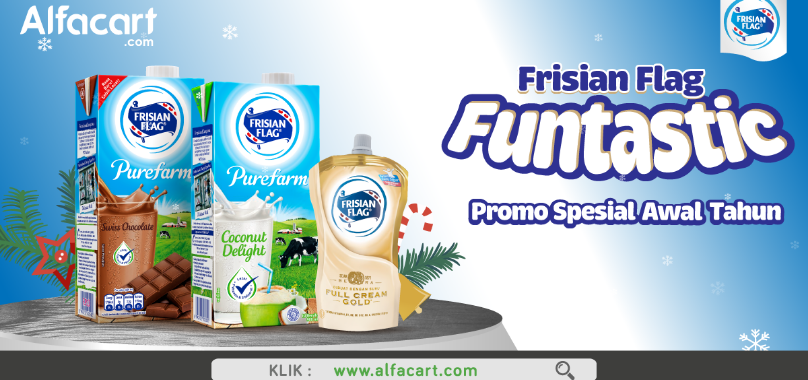 Alfacart
.com
FRISIAN
FLAG
Frisian Flag
Funtastic
Promo Spesial Awal Tahun
FRISIAN
FLAG
Purefarm
Swiss Chocolate
FRISIAN
FLAG
Purefarm
Coconut
Delight
FRISIAN
FLAG
FULL CREAM
GOLD
KLIK : www.alfacart.com